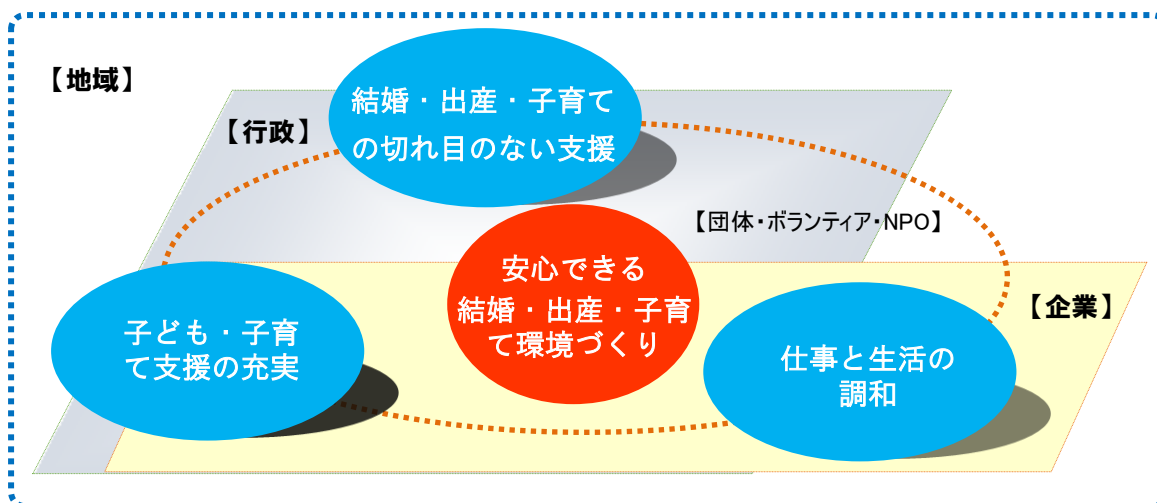 【地域】
結婚・出産・子育て
の切れ目のない支援
【行政】
【団体・ボランティア・NPO】
安心できる
結婚・出産・子育
て環境づくり
【企業】
子ども・子育
て支援の充実
仕事と生活の
調和